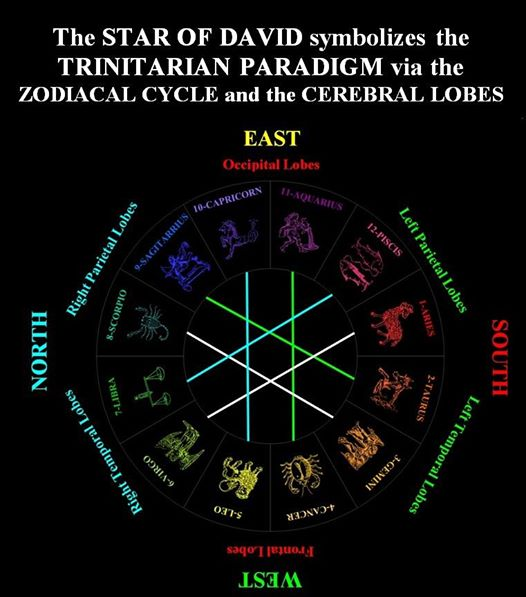 The STAR OF DAVID symbolizes the
TRINITARIAN PARADIGM via the
ZODIACAL CYCLE and the CEREBRAL LOBES
EAST
Occipital Lobes
10-CAPRICORN
11-AQUARIUS
9-SAGITARRIUS
12-PISCIS
Right Parietal Lobes
Left Parietal Lobes
8-SCORPIO
1-ARIES
NORTH
SOUTH
7-LIBRA
2-TAURUS
Right Temporal Lobes
Left Temporal Lobes
6-VIRGO
3-GEMINI
5-LEO
4-CANCER
Frontal Lobes
WEST